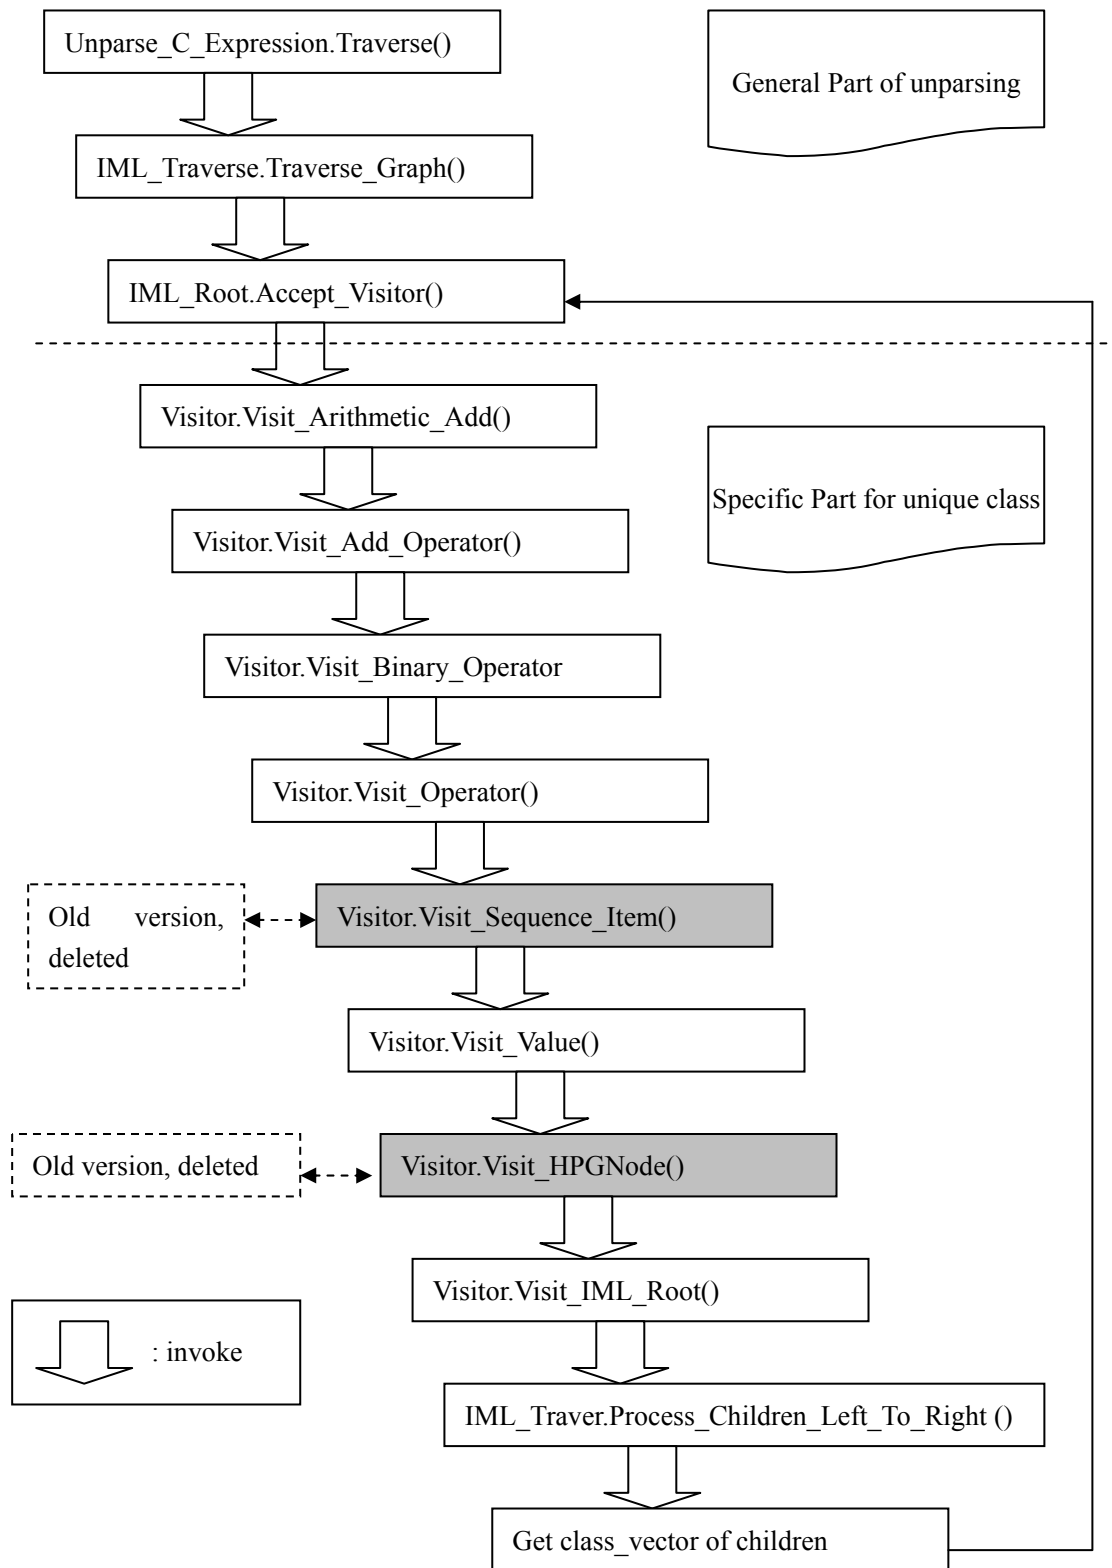 Unparse_C_Expression.Traverse()
General Part of unparsing
IML_Traverse.Traverse_Graph()
IML_Root.Accept_Visitor()
Visitor.Visit_Arithmetic_Add()
Specific Part for unique class
Visitor.Visit_Add_Operator()
Visitor.Visit_Binary_Operator
Visitor.Visit_Operator()
Old version,
deleted
Visitor.Visit_Sequence_Item()
Visitor.Visit_Value()
Old version, deleted
Visitor.Visit_HPGNode()
Visitor.Visit_IML_Root()
: invoke
IML_Traver.Process_Children_Left_To_Right ()
Get class_vector of children